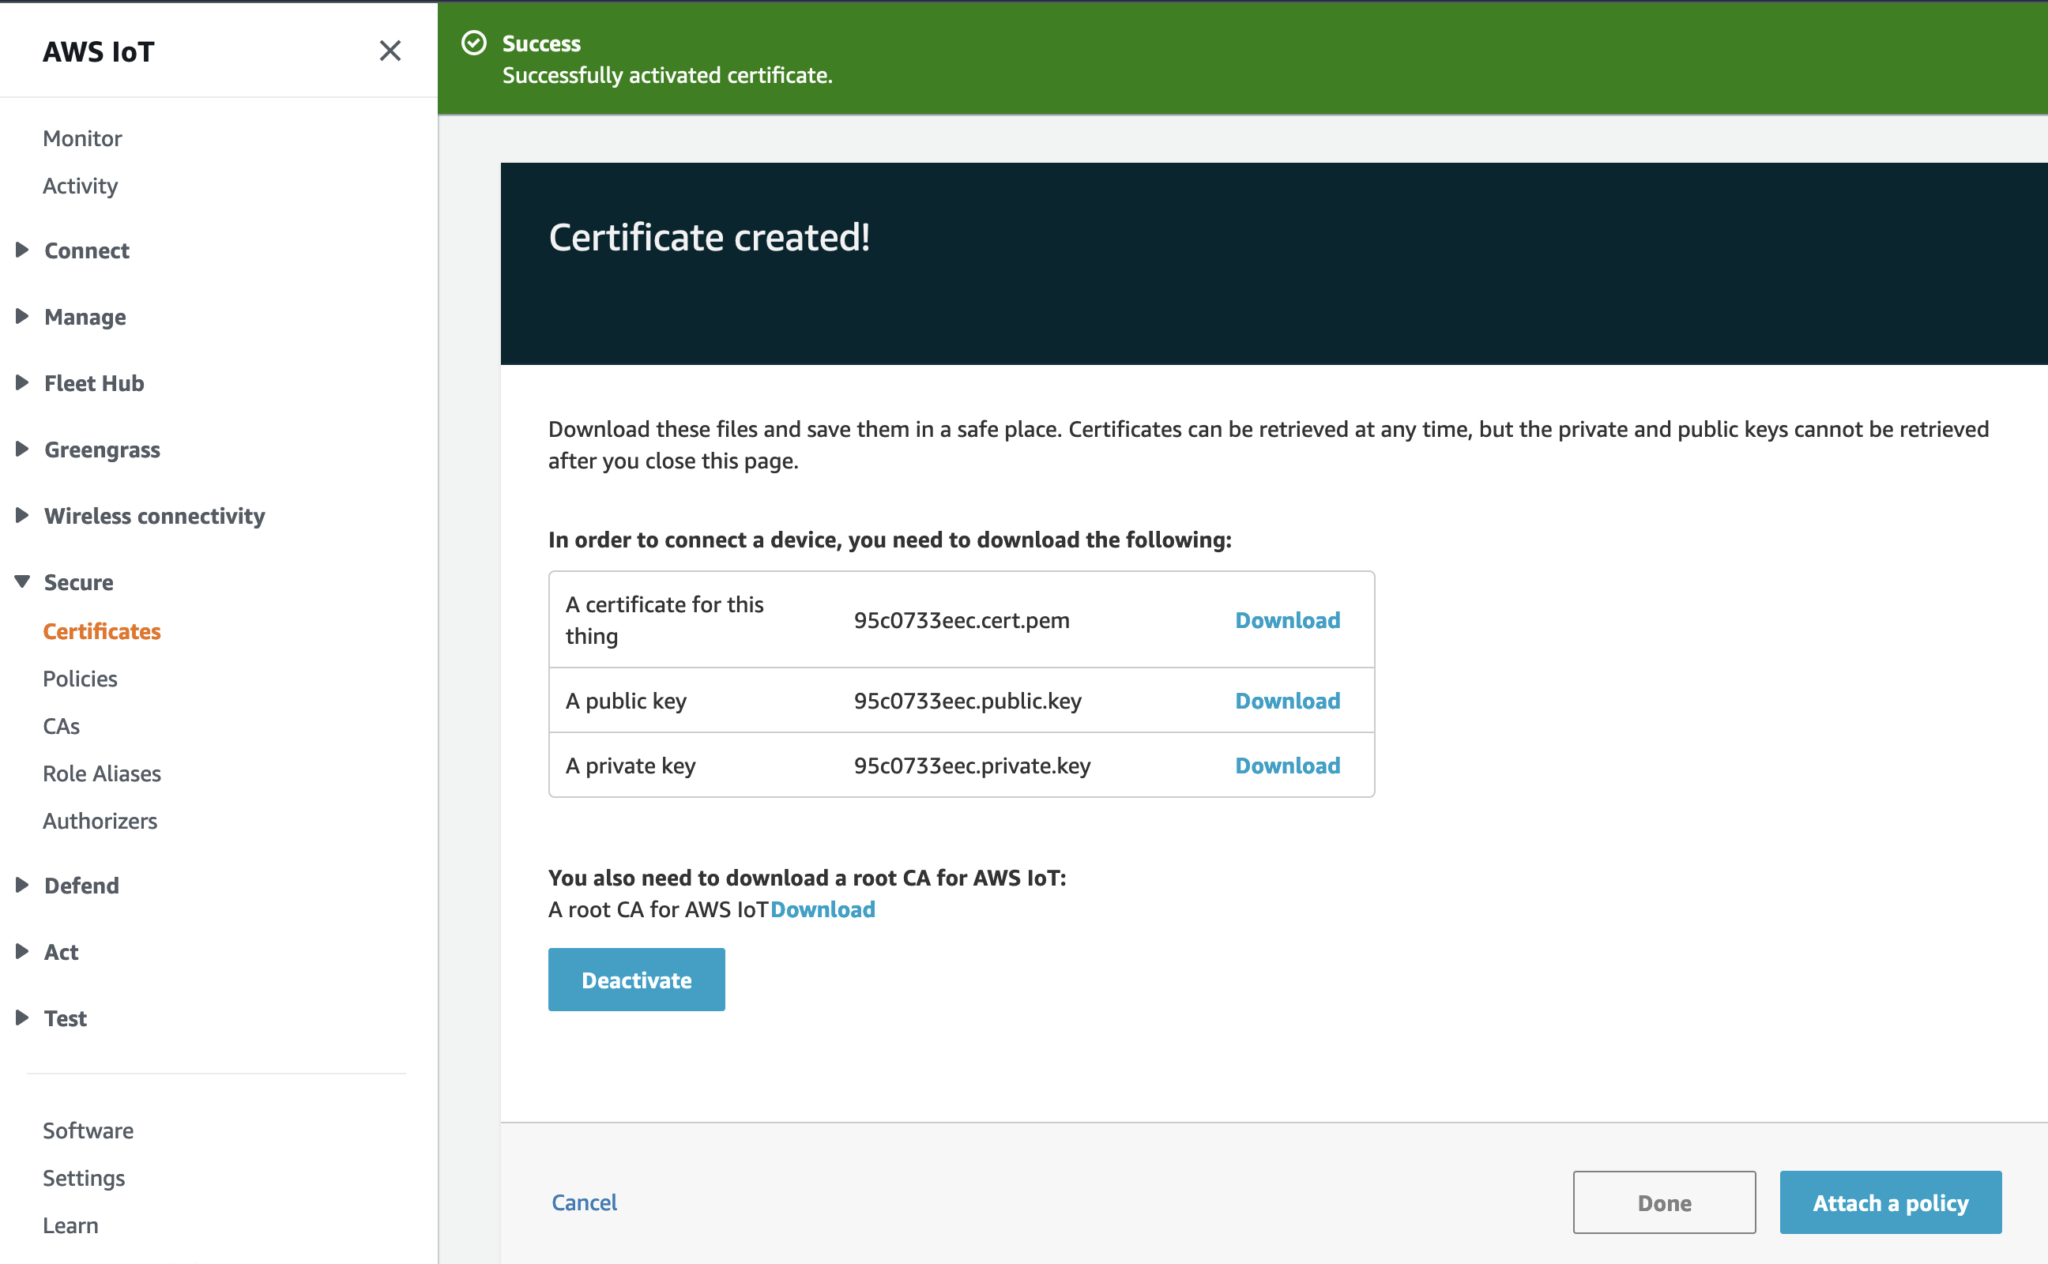 AWS IoT
Monitor
Activity
Connect
Manage
Fleet Hub
Greengrass
Wireless connectivity
Secure
Certificates
Policies
CAs
Role Aliases
Authorizers
Defend
Act
Test
Software
Settings
Learn
Success
Successfully activated certificate.
Certificate created!
Download these files and save them in a safe place. Certificates can be retrieved at any time, but the private and public keys cannot be retrieved
after you close this page.
In order to connect a device, you need to download the following:
A certificate for this
thing
95c0733eec.cert.pem
Download
A public key
95c0733eec.public.key
Download
A private key
95c0733eec.private.key
Download
You also need to download a root CA for AWS IoT:
A root CA for AWS IoTDownload
Deactivate
Cancel
Done
Attach a policy